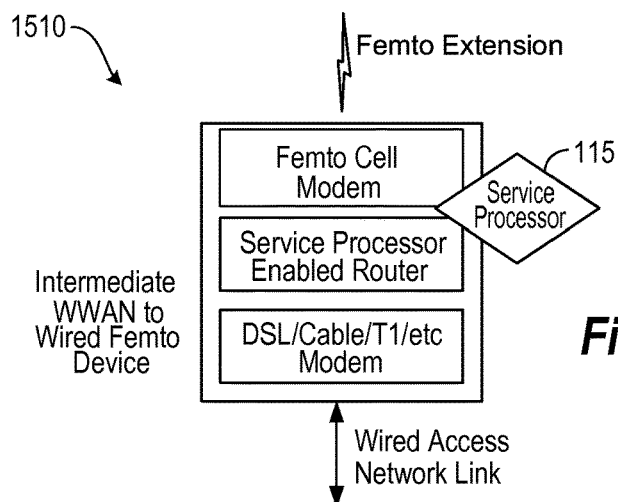 1510
Femto Extension
Femto Cell
Modem
115
Service
Processor
Service Processor
Enabled Router
Intermediate
WWAN to
Wired Femto
Device
DSL/Cable/T1/etc
Modem
Fi
Wired Access
Network Link